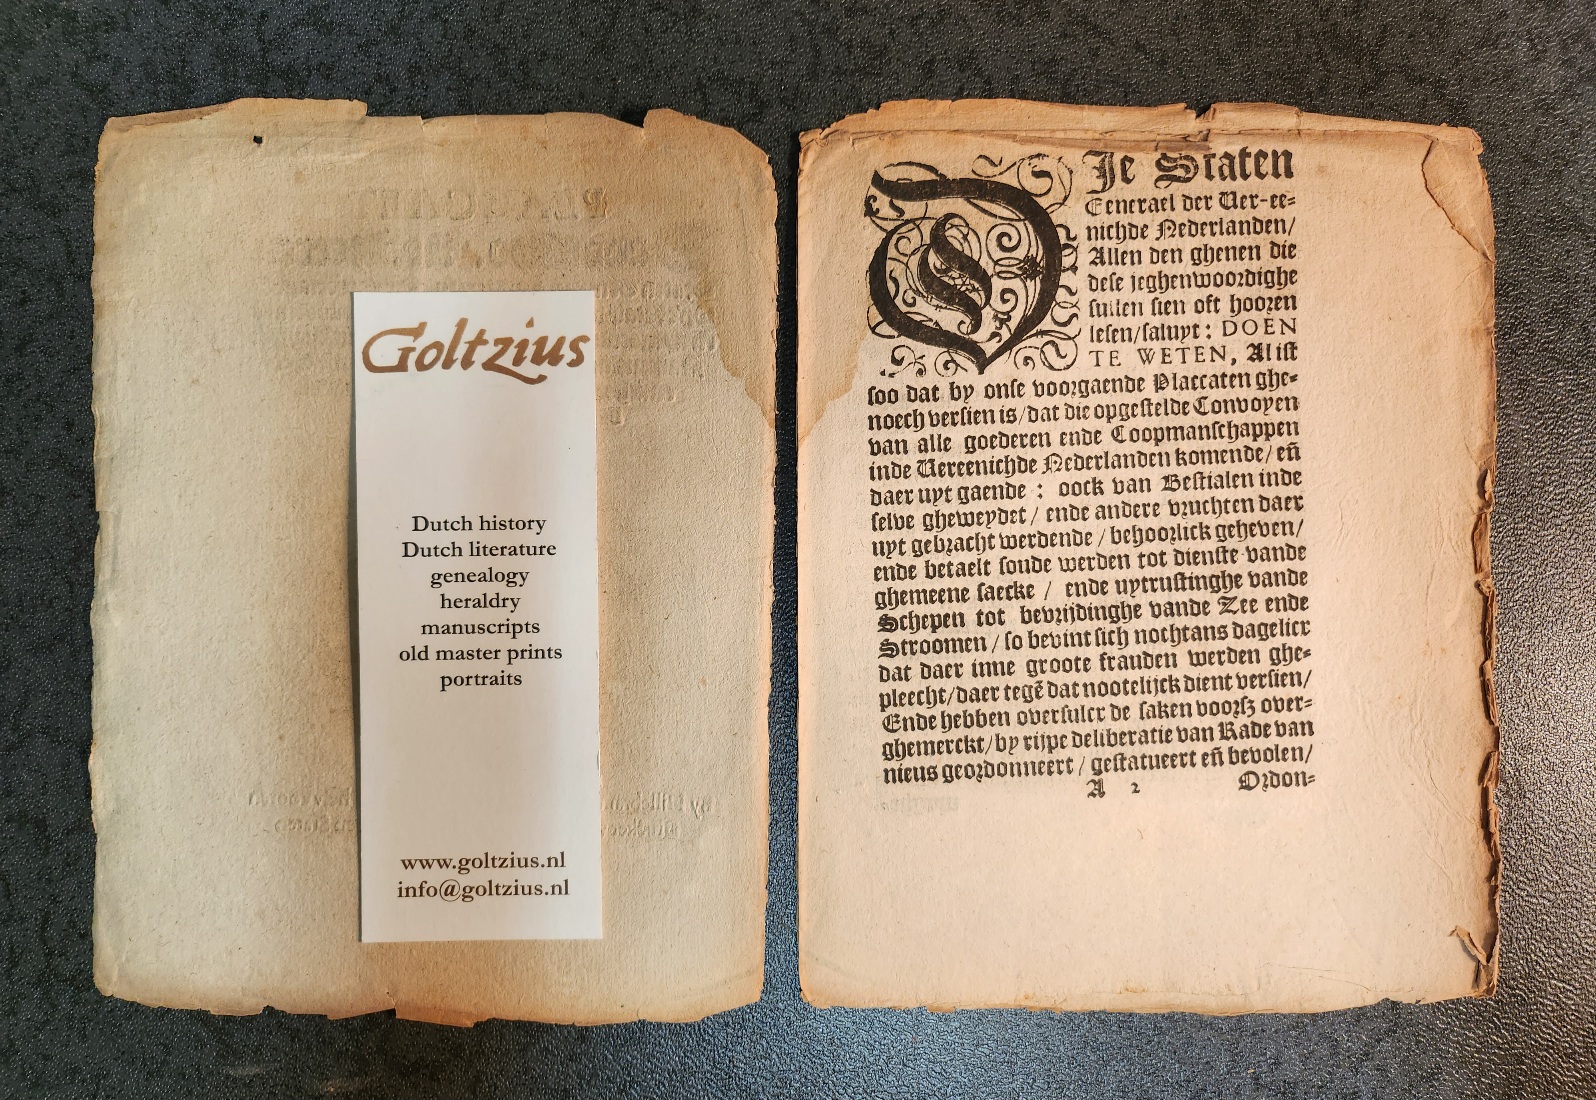 Goltzius
Dutch history
Dutch literature
genealogy
heraldry
manuscripts
old master prints
portraits
www.goltzius.nl
info@goltzius.nl
DJe Staten
Generael der Ver-ee-
nichde Nederlanden/
Allen den ghenen die
dese jeghenwoordighe
sullen sien oft hooren
lesen/saluyt: DOEN
TE WETEN, Alist
soo dat by onse voorgaende Placcaten ghe-
noech versien is/dat die opgestelde Convoyen
van alle goederen ende Coopmanschappen
inde Vereenichde Nederlanden komende/ en̄
daer uyt gaende: oock van Bestialen inde
selve gheweydet/ ende andere vruchten daer
uyt gebracht werdende/behoorlick geheven/
ende betaelt soude werden tot dienste vande
ghemeene saecke/ ende uytrustinghe vande
Schepen tot bevrijdinghe vande Zee ende
Stroomen/so bevint sich nochtans dagelicx
dat daer inne groote frauden werden ghe-
pleecht/daer tegē dat nootelijck dient versien/
Ende hebben oversulcx de saken voorsz over-
ghemerckt/by rijpe deliberatie van Rade van
nieus geordonneert/gestatueert en̄ bevolen/
A 2 Ordon-
PLACCAET